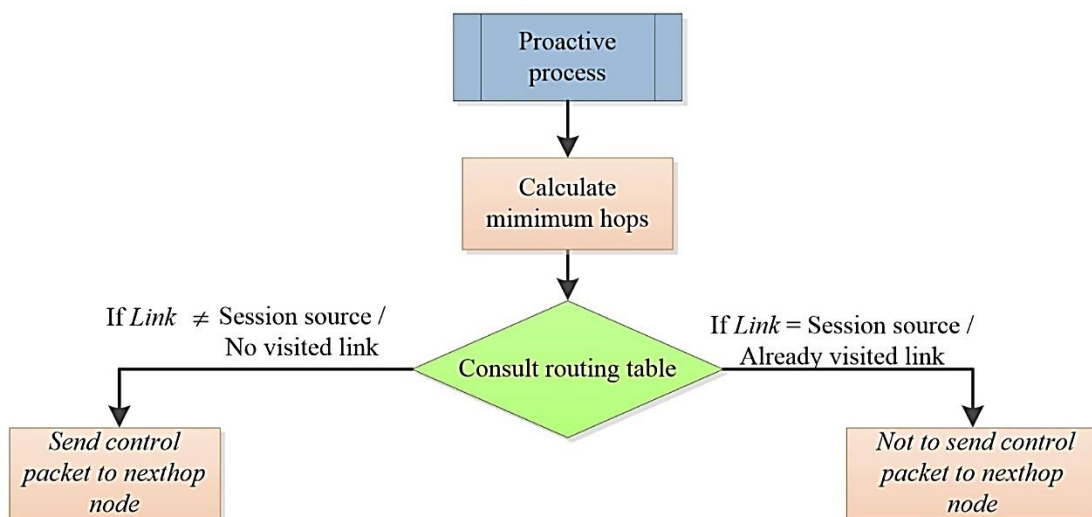 Proactive
process
Calculate
mimimum hops
If Link ≠ Session source /
No visited link
If Link = Session source /
Already visited link
Consult routing table
Send control
packet to nexthop
node
Not to send control
packet to nexthop
node